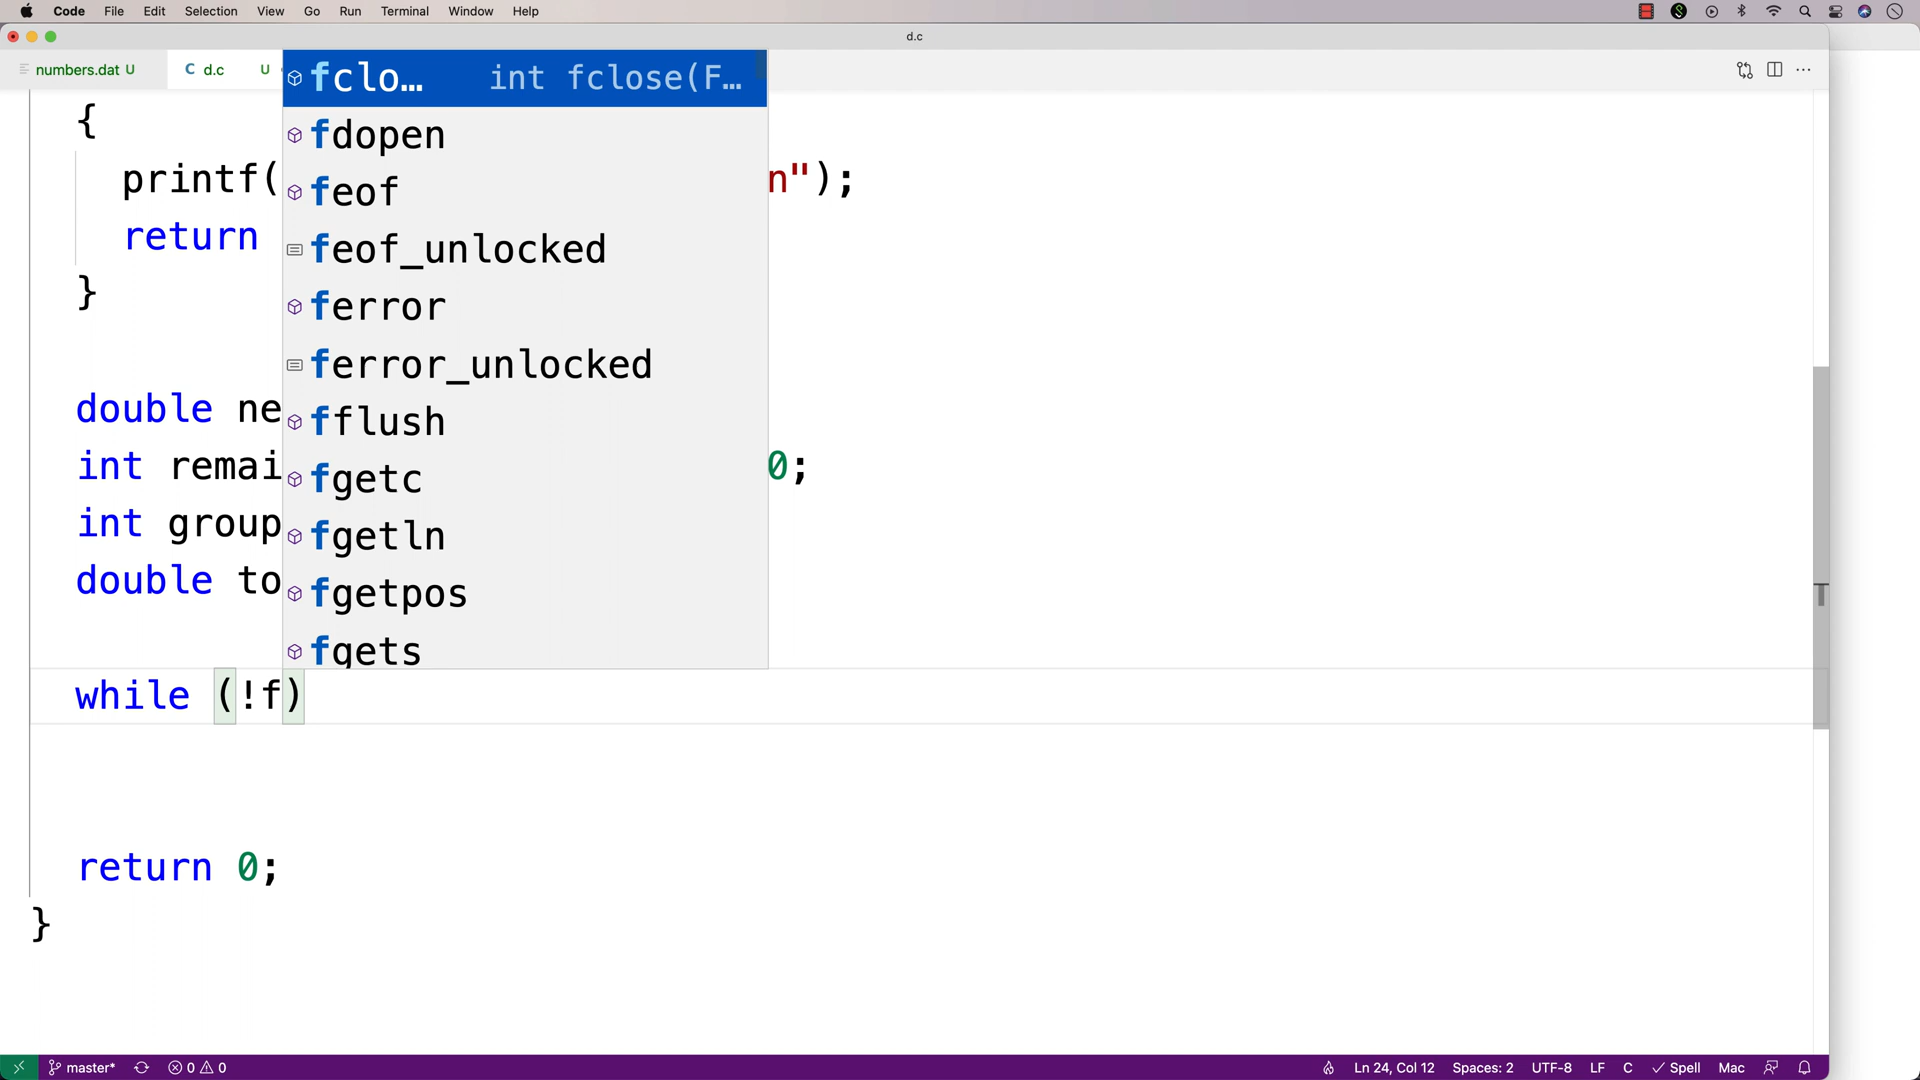 Code File Edit Selection View Go Run Terminal Window Help
d.c
numbers.dat U C d.c U
fclo... int fclose(F...
{
fdopen
printf( n");
feof
return
feof_unlocked
}
ferror
ferror_unlocked
double ne
fflush
int remai 0;
fgetc
int group
fgetln
double to
fgetpos
fgets
while (!f)
return 0;
}
master* 0 0 Ln 24, Col 12 Spaces: 2 UTF-8 LF C Spell Mac